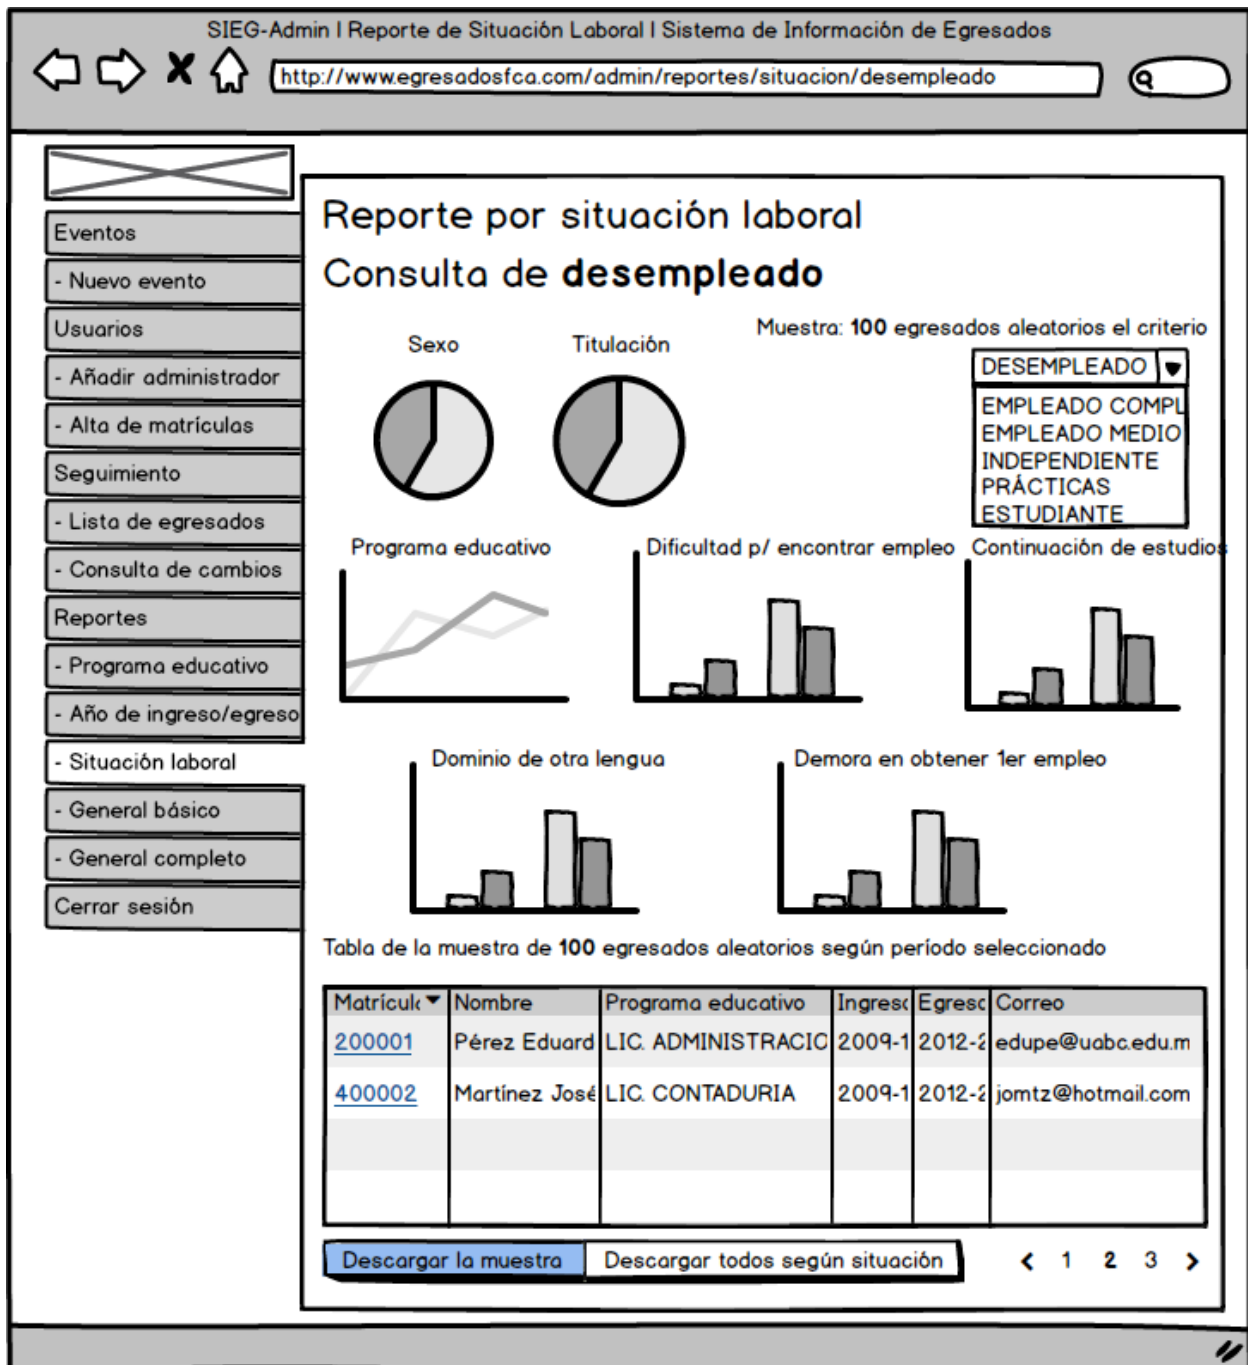 SIEG-Admin | Reporte de Situación Laboral | Sistema de Información de Egresados
http://www.egresadosfca.com/admin/reportes/situacion/desempleado
Eventos
- Nuevo evento
Usuarios
- Añadir administrador
- Alta de matrículas
Seguimiento
- Lista de egresados
- Consulta de cambios
Reportes
- Programa educativo
- Año de ingreso/egreso
- Situación laboral
- General básico
- General completo
Cerrar sesión
Reporte por situación laboral
Consulta de desempleado
Muestra: 100 egresados aleatorios el criterio
Sexo
Titulación
DESEMPLEADO
EMPLEADO COMPL
EMPLEADO MEDIO
INDEPENDIENTE
PRÁCTICAS
ESTUDIANTE
Programa educativo
Dificultad p/ encontrar empleo
Continuación de estudios
Dominio de otra lengua
Demora en obtener 1er empleo
Tabla de la muestra de 100 egresados aleatorios según período seleccionado
Matrícula Nombre Programa educativo Ingreso Egreso Correo
200001 Pérez Eduard LIC. ADMINISTRACIO 2009-1 2012-2 edupe@uabc.edu.m
400002 Martínez José LIC. CONTADURIA 2009-1 2012-2 jomtz@hotmail.com
Descargar la muestra
Descargar todos según situación
< 1 2 3 >